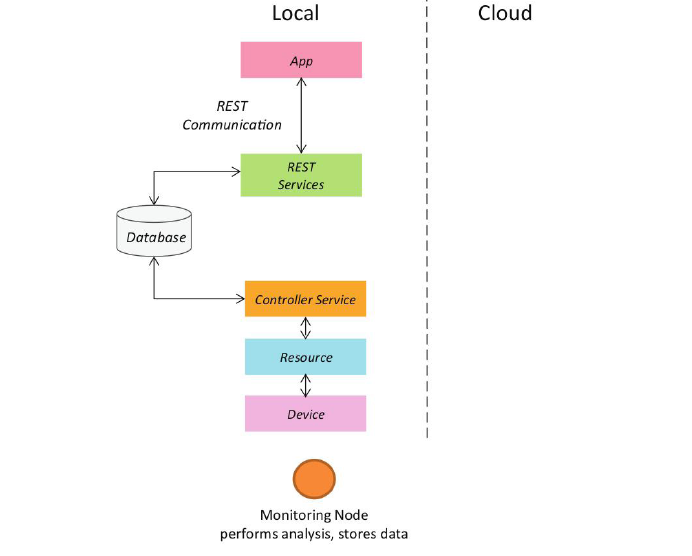 Local
Cloud
App
REST
Communication
REST
Services
Database
Controller Service
Resource
Device
Monitoring Node
performs analysis, stores data